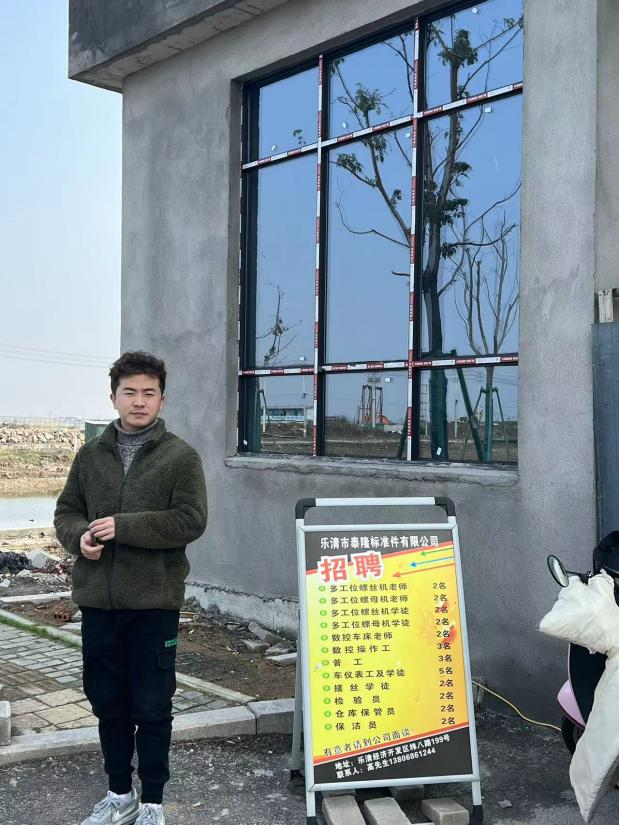 乐清市泰隆标准件有限公司
招聘
多工位螺丝机老师 2名
多工位螺母机老师 2名
多工位螺丝机学徒 2名
多工位螺母机学徒 2名
数控车床老师 2名
数控操作工 3名
普工 3名
车仪表工及学徒 5名
搓丝学徒 2名
检验员 2名
仓库保管员 2名
保洁员 2名
有意者请到公司面谈
地址：乐清经济开发区纬八路199号
联系人：高先生13806861244